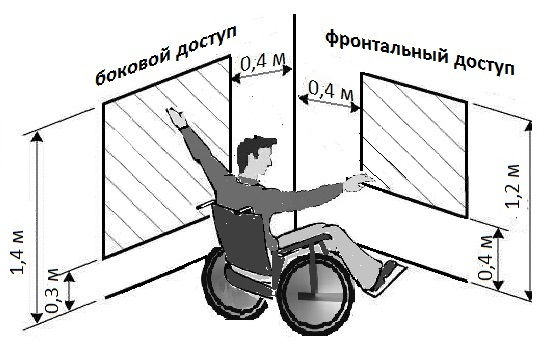 боковой доступ
0,4 м
фронтальный доступ
0,4 м
1,4 м
0,3 м
1,2 м
0,4 м